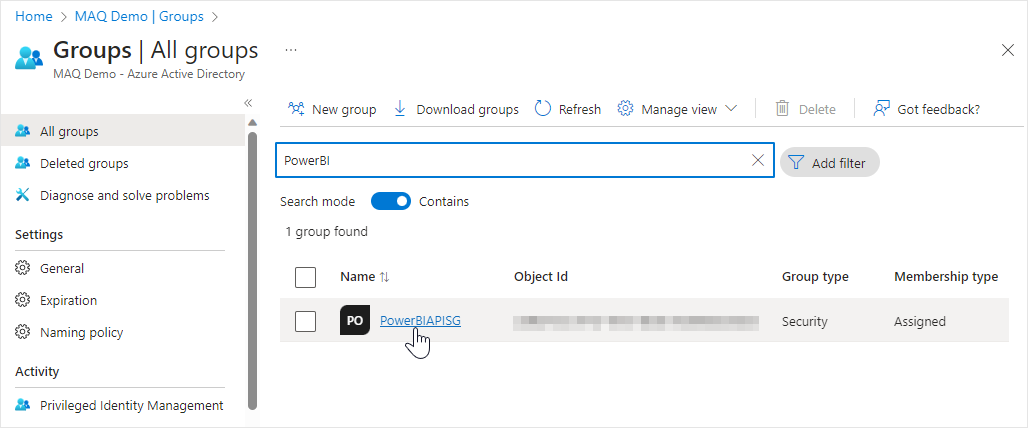 Home > MAQ Demo | Groups >
Groups | All groups ...
MAQ Demo - Azure Active Directory
«
All groups
Deleted groups
Diagnose and solve problems
Settings
General
Expiration
Naming policy
Activity
Privileged Identity Management
New group Download groups Refresh Manage view Delete Got feedback?
PowerBI
Add filter
Search mode Contains
1 group found
Name Object Id Group type Membership type
PO PowerBIAPISG Security Assigned